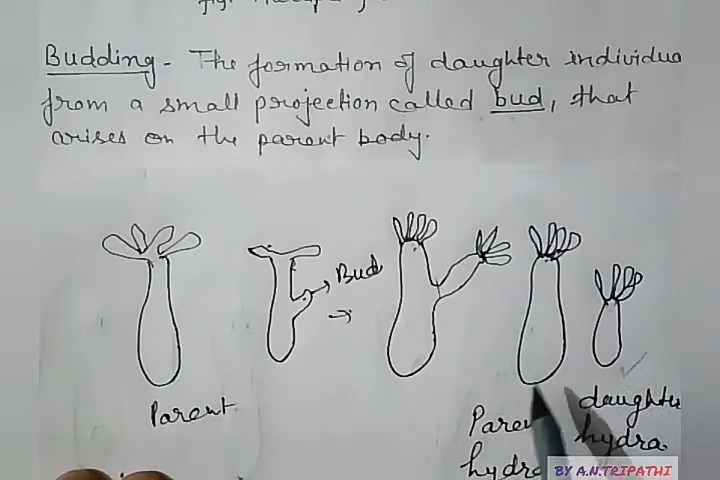 Budding - The formation of daughter individua
from a small projection called bud, that
arises on the parent body.
Bud
Parent
Paren
hydra
daughter
hydra.
BY A.N.TRIPATHI